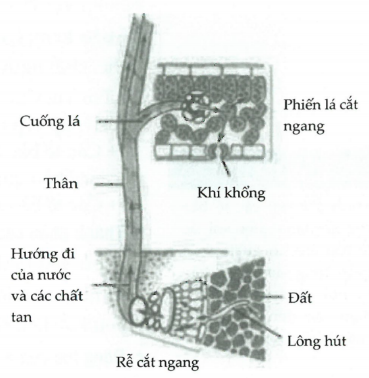 Cuống lá
Phiến lá cắt
ngang
Thân
Khí khổng
Hướng đi
của nước
và các chất
tan
Đất
Lông hút
Rễ cắt ngang